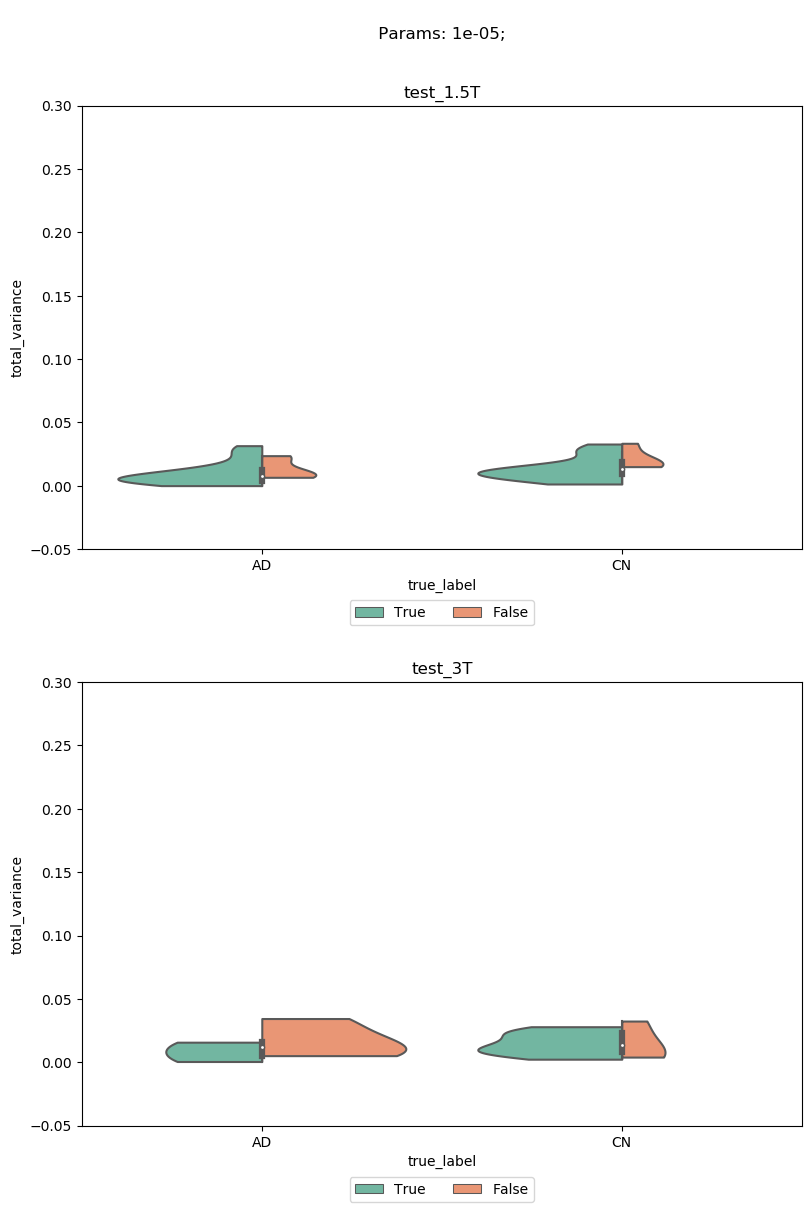 Params: 1e-05;
test_1.5T
0.30
0.25
0.20
0.15
0.10
0.05
0.00
−0.05
total_variance
AD CN
true_label
True False
test_3T
0.30
0.25
0.20
0.15
0.10
0.05
0.00
−0.05
total_variance
AD CN
true_label
True False